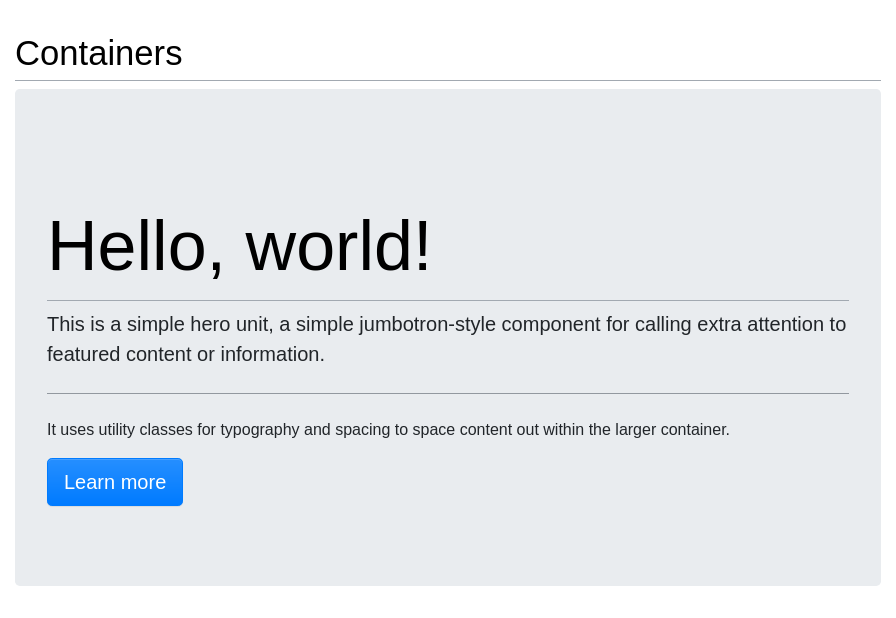 Containers
Hello, world!
This is a simple hero unit, a simple jumbotron-style component for calling extra attention to
featured content or information.
It uses utility classes for typography and spacing to space content out within the larger container.
Learn more